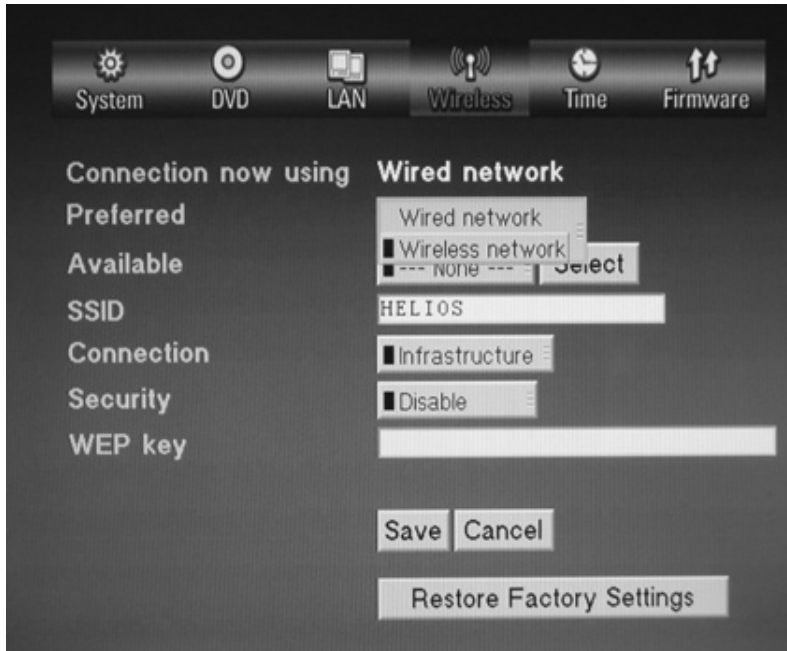 System DVD LAN Wireless Time Firmware
Connection now using Wired network
Preferred Wired network
Wireless network
Available --- None --- Select
SSID HELIOS
Connection Infrastructure
Security Disable
WEP key
Save Cancel
Restore Factory Settings